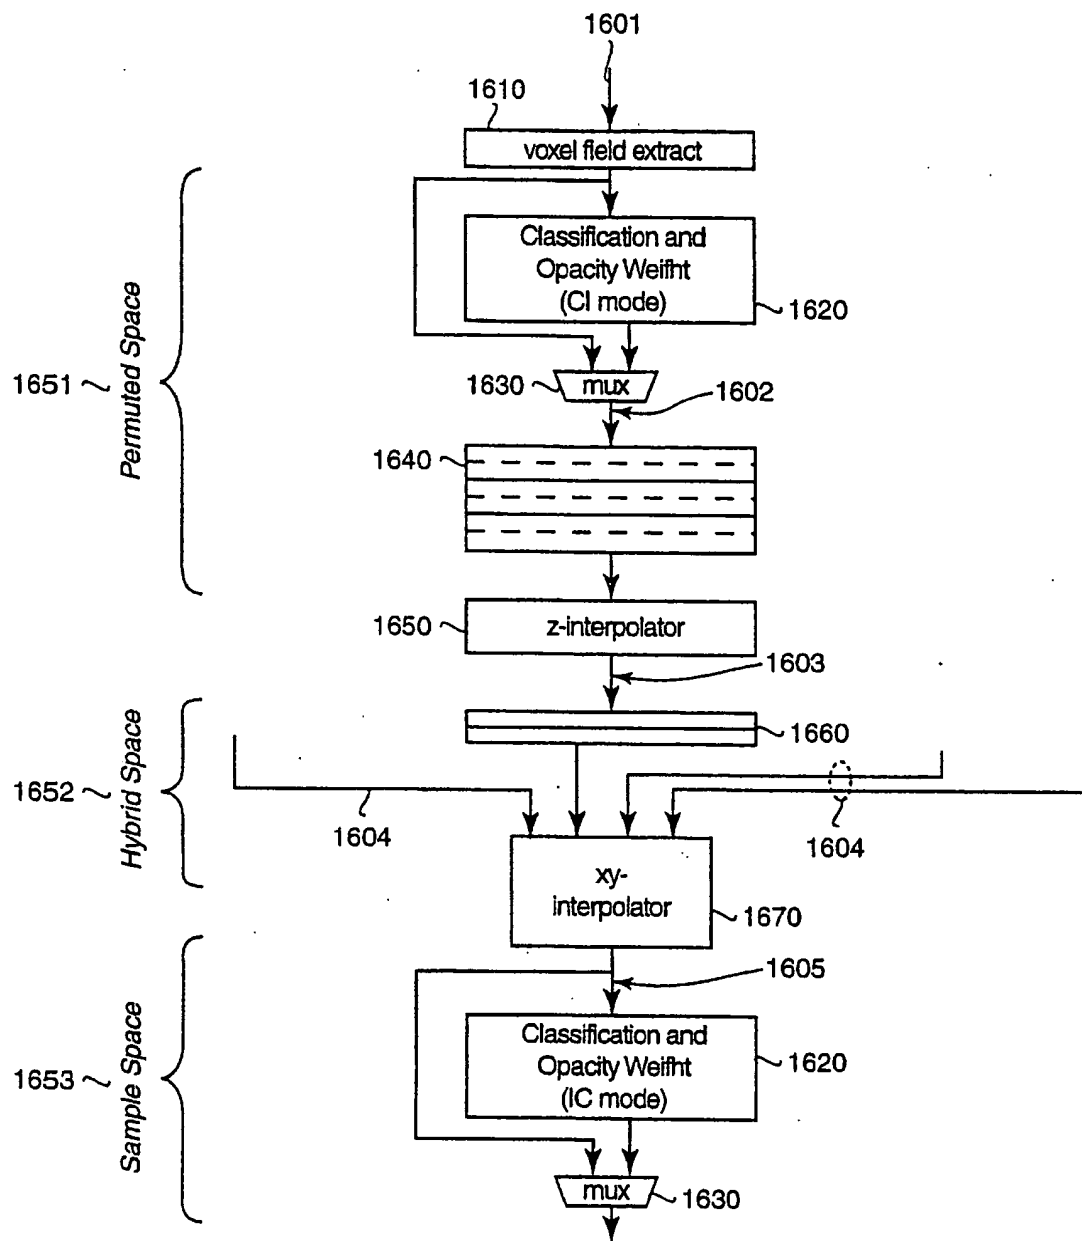 1601
1610
voxel field extract
Classification and
Opacity Weifht
(CI mode)
1620
1651
Permuted Space
1630
mux
1602
1640
1650
z-interpolator
1603
1660
1652
Hybrid Space
1604
1604
xy-
interpolator
1670
1605
1653
Sample Space
Classification and
Opacity Weifht
(IC mode)
1620
mux
1630